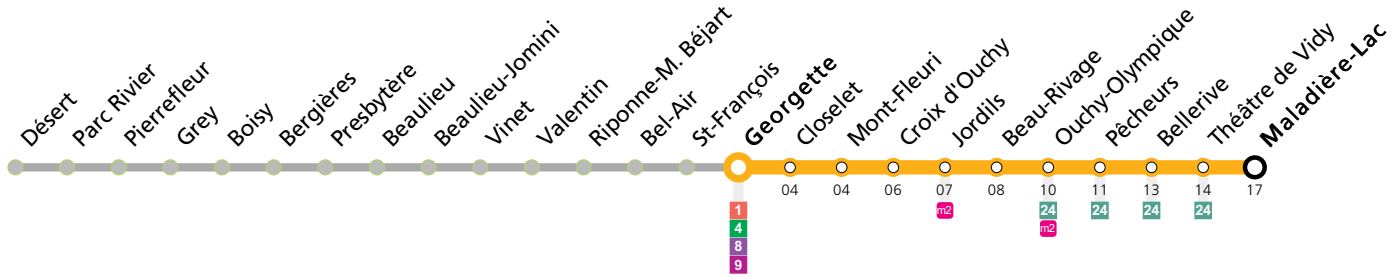 Désert
Parc Rivier
Pierrefleur
Grey
Boisy
Bergières
Presbytère
Beaulieu
Beaulieu-Jomini
Vinet
Valentin
Riponne-M. Béjart
Bel-Air
St-François
Georgette
Closelet
Mont-Fleuri
Croix d'Ouchy
Jordils
Beau-Rivage
Ouchy-Olympique
Pêcheurs
Bellerive
Théâtre de Vidy
Maladière-Lac
04 04 06 07 08 10 11 13 14 17
1 m2 24 24 24 24
4 m2
8
9